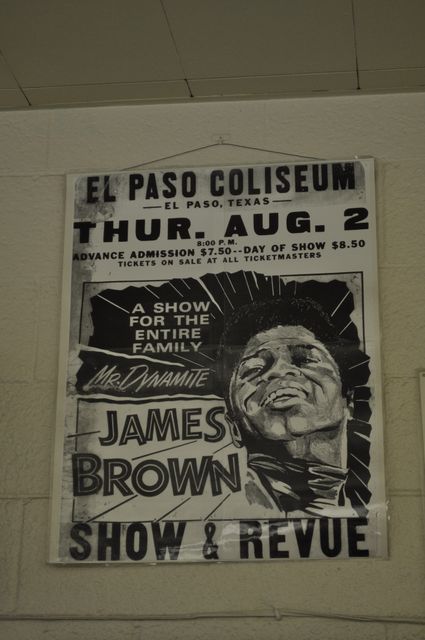 EL PASO COLISEUM
— EL PASO, TEXAS —
THUR. AUG. 2
8:00 P.M.
ADVANCE ADMISSION $7.50--DAY OF SHOW $8.50
TICKETS ON SALE AT ALL TICKETMASTERS
A SHOW
FOR THE
ENTIRE
FAMILY
MR. DYNAMITE
JAMES
BROWN
SHOW & REVUE